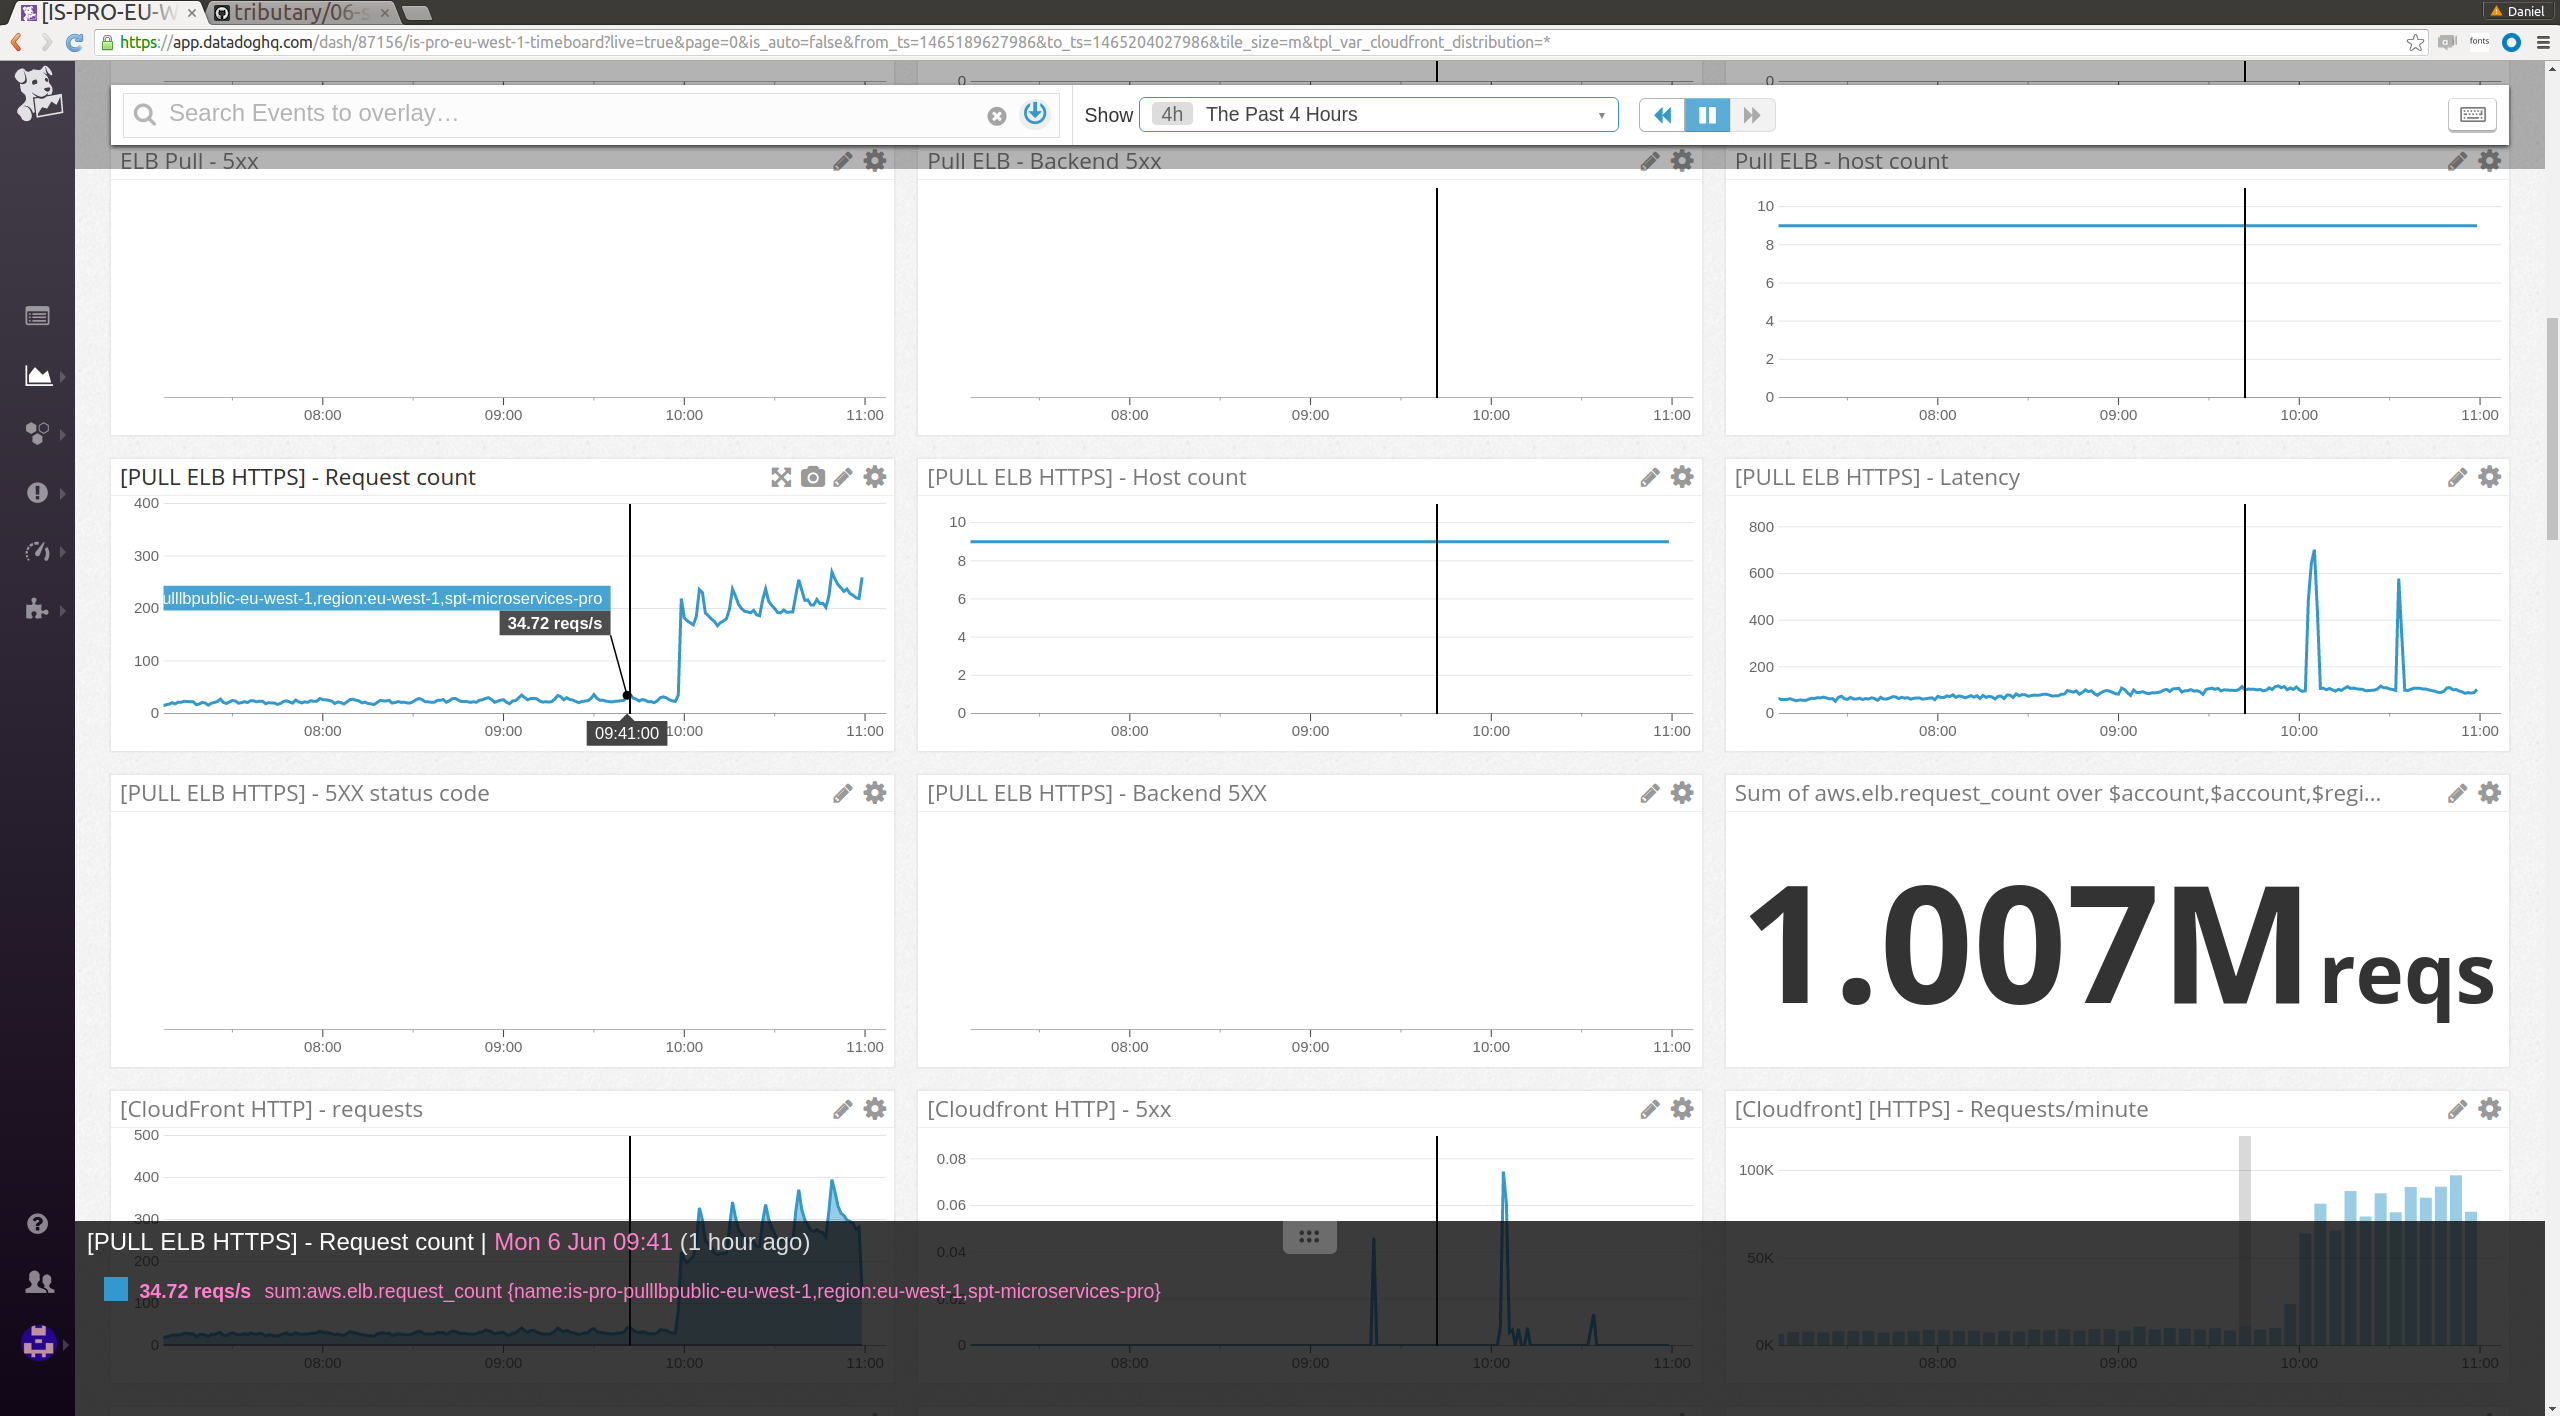 [IS-PRO-EU-W
tributary/06-s
Daniel
https://app.datadoghq.com/dash/87156/is-pro-eu-west-1-timeboard?live=true&page=0&is_auto=false&from_ts=1465189627986&to_ts=1465204027986&tile_size=m&tpl_var_cloudfront_distribution=*
fonts
0 0
Search Events to overlay…
Show 4h The Past 4 Hours
ELB Pull - 5xx
08:00 09:00 10:00 11:00
Pull ELB - Backend 5xx
08:00 09:00 10:00 11:00
Pull ELB - host count
10
8
6
4
2
0
08:00 09:00 10:00 11:00
[PULL ELB HTTPS] - Request count
400
300
200
100
0
ulllbpublic-eu-west-1,region:eu-west-1,spt-microservices-pro
34.72 reqs/s
08:00 09:00 09:41:00 10:00 11:00
[PULL ELB HTTPS] - Host count
10
8
6
4
2
0
08:00 09:00 10:00 11:00
[PULL ELB HTTPS] - Latency
800
600
400
200
0
08:00 09:00 10:00 11:00
[PULL ELB HTTPS] - 5XX status code
08:00 09:00 10:00 11:00
[PULL ELB HTTPS] - Backend 5XX
08:00 09:00 10:00 11:00
Sum of aws.elb.request_count over $account,$account,$regi...
1.007M reqs
[CloudFront HTTP] - requests
500
400
300
200
100
0
08:00 09:00 10:00 11:00
[Cloudfront HTTP] - 5xx
0.08
0.06
0.04
0.02
0
08:00 09:00 10:00 11:00
[Cloudfront] [HTTPS] - Requests/minute
100K
50K
0K
08:00 09:00 10:00 11:00
[PULL ELB HTTPS] - Request count | Mon 6 Jun 09:41 (1 hour ago)
34.72 reqs/s sum:aws.elb.request_count {name:is-pro-pulllbpublic-eu-west-1,region:eu-west-1,spt-microservices-pro}